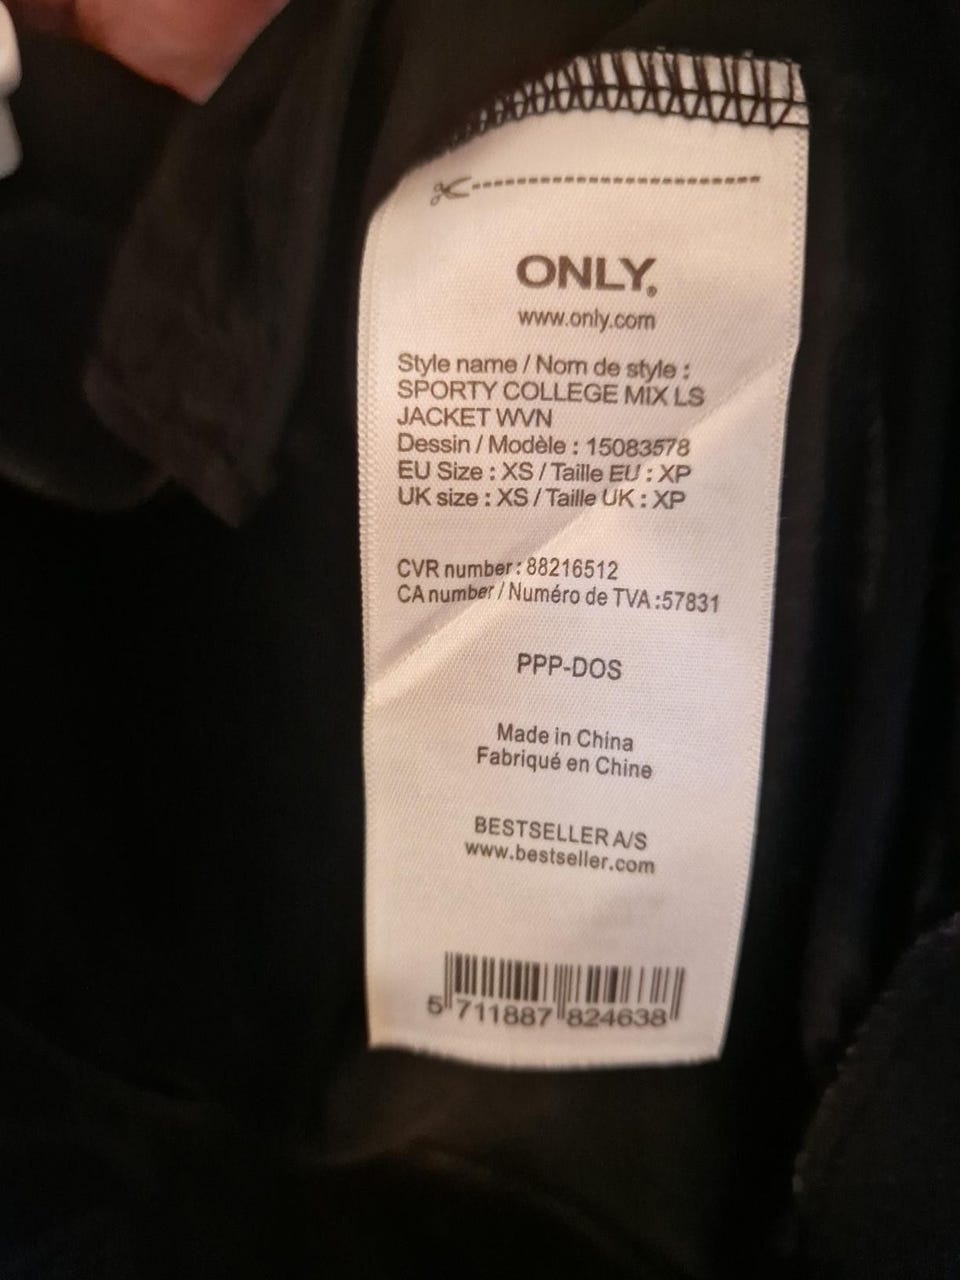 ONLY®
www.only.com
Style name / Nom de style :
SPORTY COLLEGE MIX LS
JACKET WVN
Dessin / Modèle : 15083578
EU Size : XS / Taille EU : XP
UK size : XS / Taille UK : XP
CVR number : 88216512
CA number / Numéro de TVA :57831
PPP-DOS
Made in China
Fabriqué en Chine
BESTSELLER A/S
www.bestseller.com
5 711887 824638